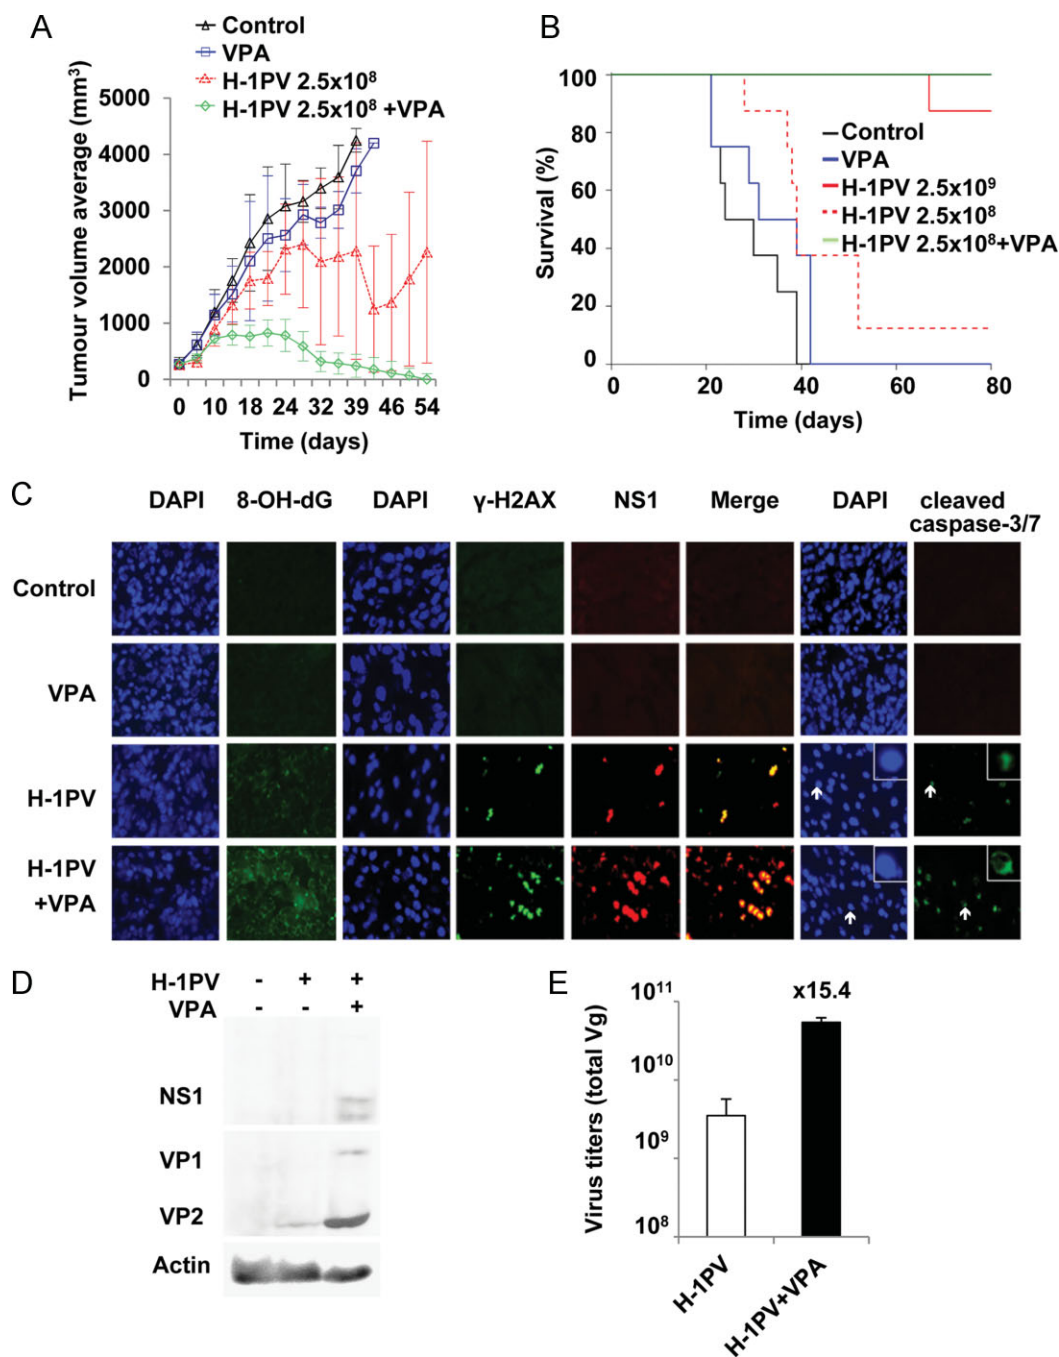 A
Control
VPA
H-1PV 2.5x10⁸
H-1PV 2.5x10⁸ +VPA
Tumour volume average (mm³)
5000
4000
3000
2000
1000
0
0 10 18 24 32 39 46 54
Time (days)
B
Survival (%)
100
80
60
40
20
0
Control
VPA
H-1PV 2.5x10⁹
H-1PV 2.5x10⁸
H-1PV 2.5x10⁸+VPA
0 20 40 60 80
Time (days)
C
DAPI 8-OH-dG DAPI γ-H2AX NS1 Merge DAPI cleaved
caspase-3/7
Control
VPA
H-1PV
H-1PV
+VPA
D
H-1PV - + +
VPA - - +
NS1
VP1
VP2
Actin
E
x15.4
Virus titers (total Vg)
10¹¹
10¹⁰
10⁹
10⁸
H-1PV
H-1PV+VPA